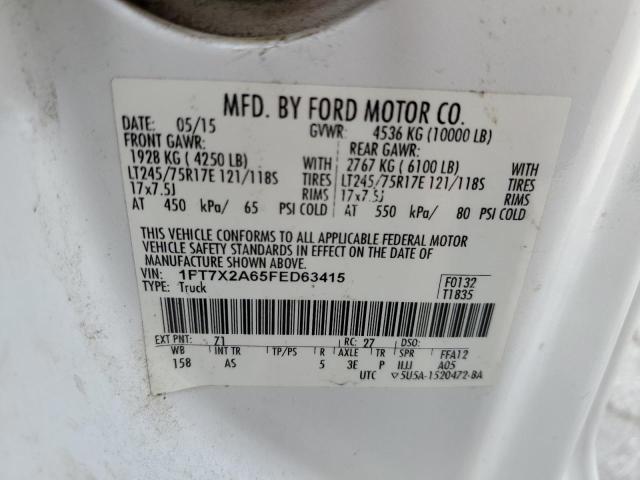 MFD. BY FORD MOTOR CO.
DATE: 05/15 GVWR: 4536 KG (10000 LB)
FRONT GAWR: REAR GAWR:
1928 KG ( 4250 LB) WITH 2767 KG ( 6100 LB) WITH
LT245/75R17E 121/118S TIRES LT245/75R17E 121/118S TIRES
17x7.5J RIMS 17x7.5J RIMS
AT 450 kPa/ 65 PSI COLD AT 550 kPa/ 80 PSI COLD
THIS VEHICLE CONFORMS TO ALL APPLICABLE FEDERAL MOTOR
VEHICLE SAFETY STANDARDS IN EFFECT ON THE DATE OF
MANUFACTURE SHOWN ABOVE.
VIN: 1FT7X2A65FED63415 F0132
TYPE: Truck T1835
EXT PNT: Z1 RC: 27 DSO:
WB INT TR TP/PS R AXLE TR SPR FFA12
158 AS 5 3E P IIJJ A05
UTC ▽5U5A-1520472-BA